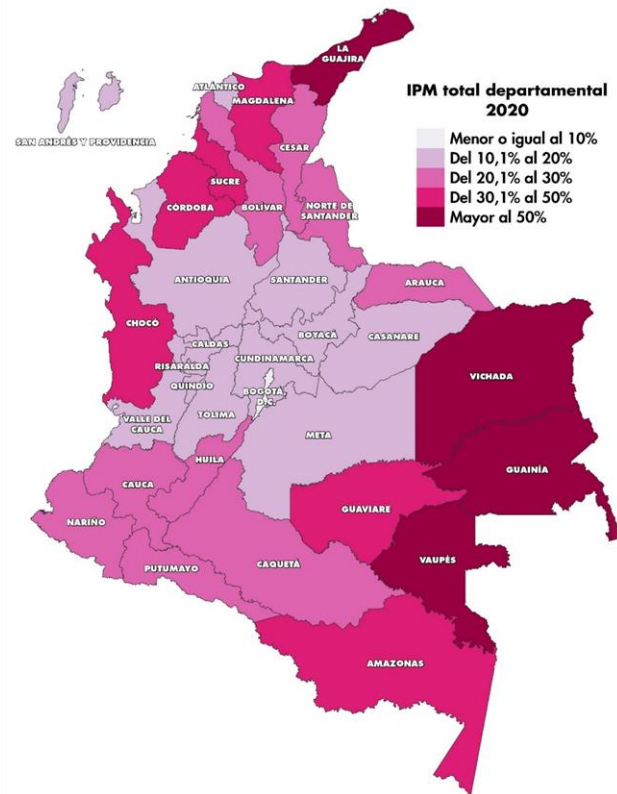 LA
GUAJIRA
IPM total departamental
2020
Menor o igual al 10%
Del 10,1% al 20%
Del 20,1% al 30%
Del 30,1% al 50%
Mayor al 50%
ATLÁNTICO
MAGDALENA
SAN ANDRÉS Y PROVIDENCIA
CESAR
SUCRE
CÓRDOBA
BOLÍVAR
NORTE DE
SANTANDER
ANTIOQUIA
SANTANDER
ARAUCA
CHOCÓ
BOYACÁ
CASANARE
CALDAS
CUNDINAMARCA
RISARALDA
VICHADA
QUINDÍO
BOGOTÁ
D.C.
VALLE DEL
CAUCA
TOLIMA
META
HUILA
GUAINÍA
CAUCA
GUAVIARE
NARIÑO
VAUPÉS
CAQUETÁ
PUTUMAYO
AMAZONAS